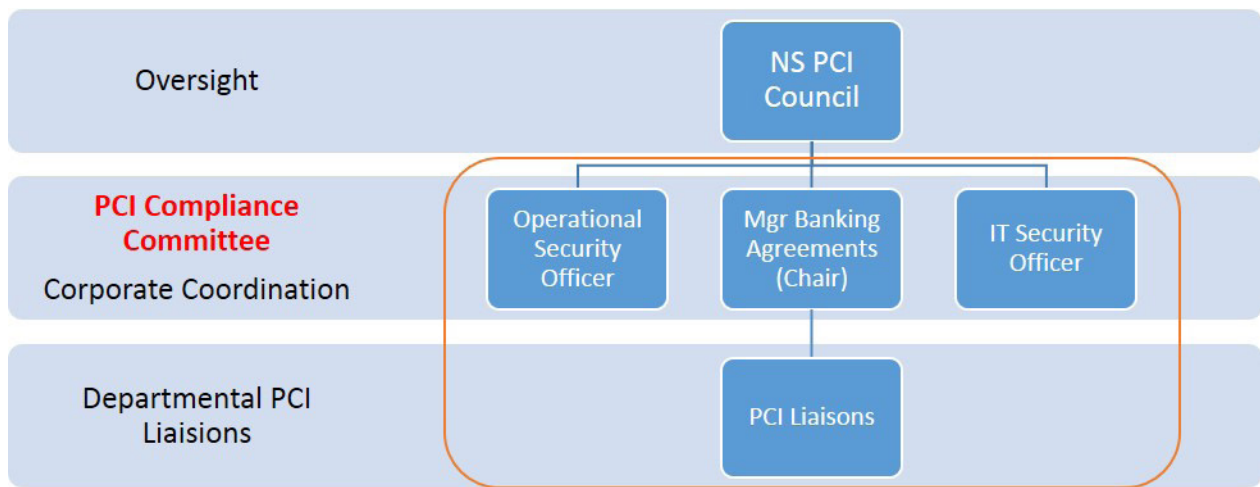 Oversight
NS PCI
Council
PCI Compliance
Committee
Corporate Coordination
Operational
Security
Officer
Mgr Banking
Agreements
(Chair)
IT Security
Officer
Departmental PCI
Liaisions
PCI Liaisons